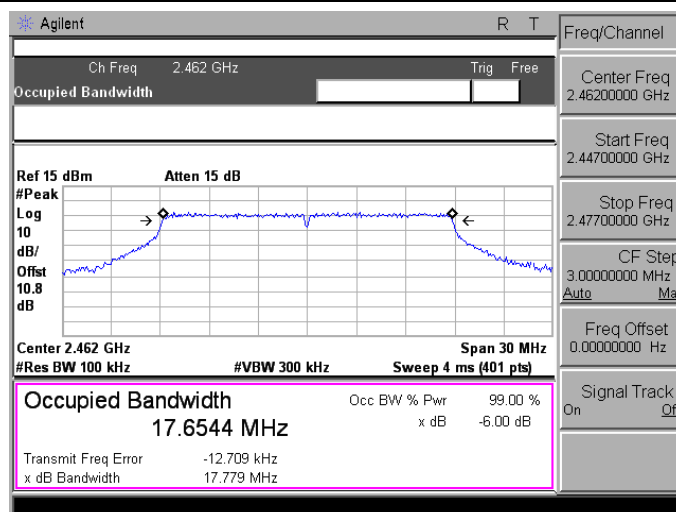 Agilent R T
Ch Freq 2.462 GHz Trig Free
Occupied Bandwidth
Ref 15 dBm Atten 15 dB
#Peak
Log
10
dB/
Offst
10.8
dB
Center 2.462 GHz Span 30 MHz
#Res BW 100 kHz #VBW 300 kHz Sweep 4 ms (401 pts)
Occupied Bandwidth Occ BW % Pwr 99.00 %
17.6544 MHz x dB -6.00 dB
Transmit Freq Error -12.709 kHz
x dB Bandwidth 17.779 MHz
Freq/Channel
Center Freq
2.46200000 GHz
Start Freq
2.44700000 GHz
Stop Freq
2.47700000 GHz
CF Step
3.00000000 MHz
Auto Ma
Freq Offset
0.00000000 Hz
Signal Track
On Of